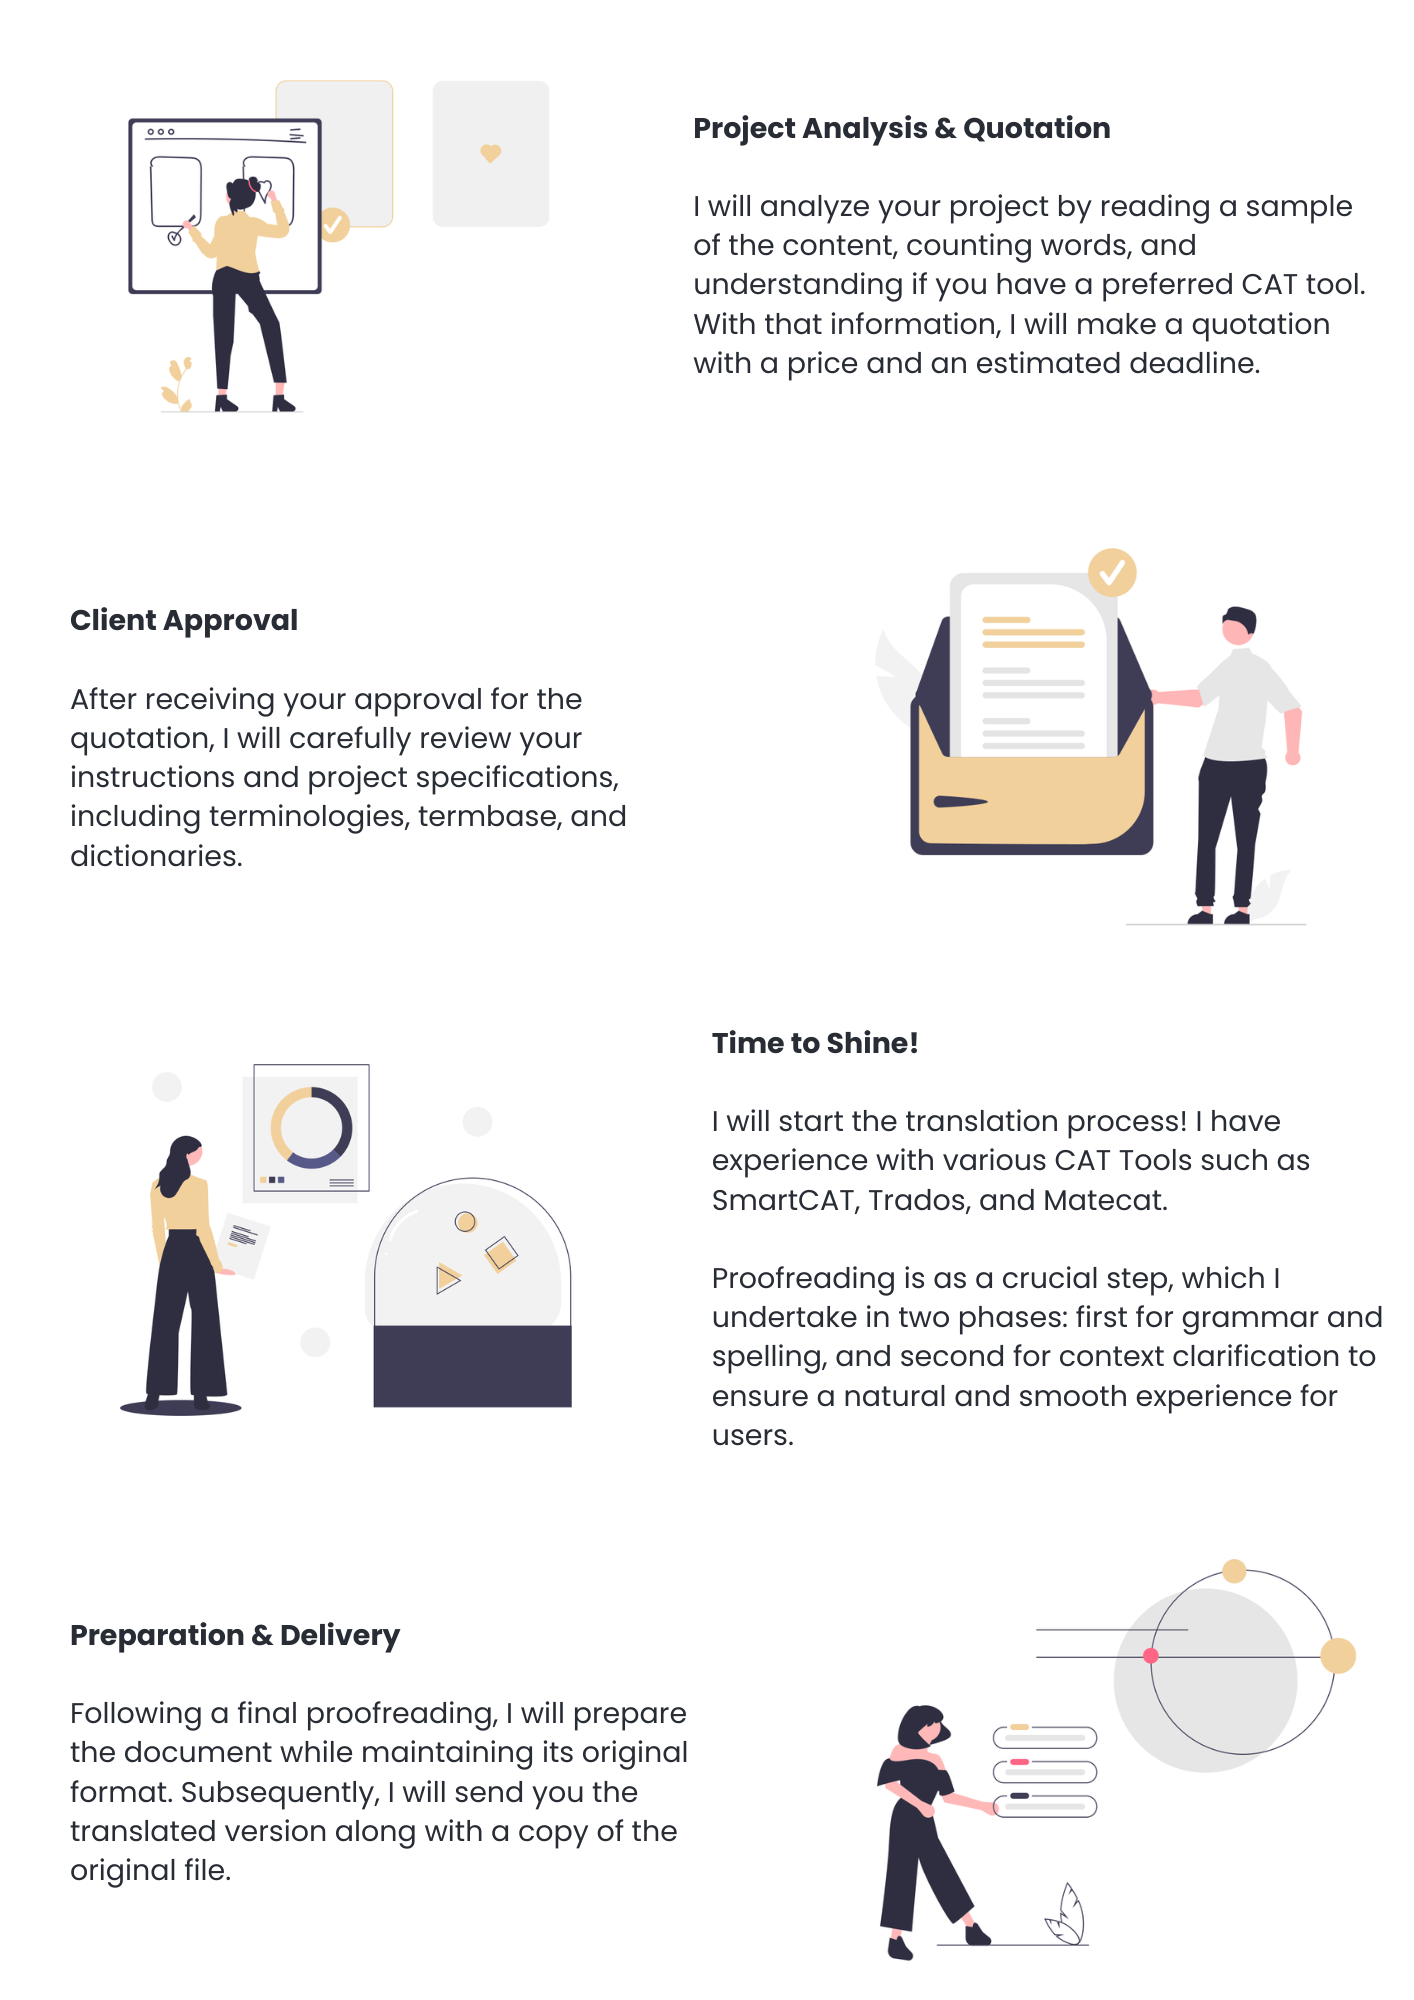 Project Analysis & Quotation
I will analyze your project by reading a sample
of the content, counting words, and
understanding if you have a preferred CAT tool.
With that information, I will make a quotation
with a price and an estimated deadline.
Client Approval
After receiving your approval for the
quotation, I will carefully review your
instructions and project specifications,
including terminologies, termbase, and
dictionaries.
Time to Shine!
I will start the translation process! I have
experience with various CAT Tools such as
SmartCAT, Trados, and Matecat.
Proofreading is as a crucial step, which I
undertake in two phases: first for grammar and
spelling, and second for context clarification to
ensure a natural and smooth experience for
users.
Preparation & Delivery
Following a final proofreading, I will prepare
the document while maintaining its original
format. Subsequently, I will send you the
translated version along with a copy of the
original file.